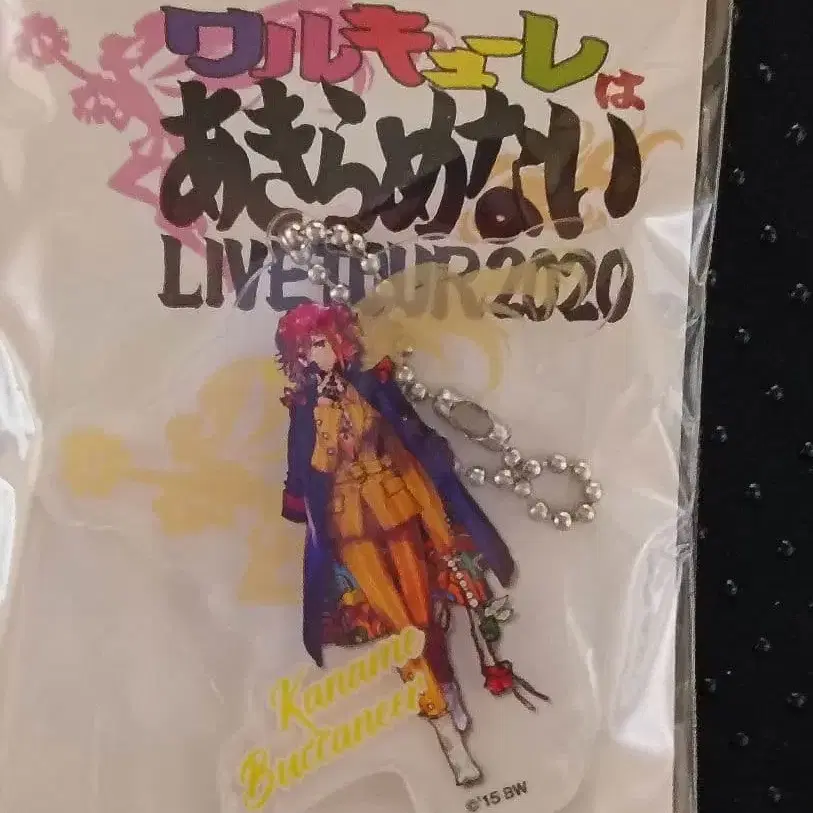 ワルキューレは
あきらめない
LIVE TOUR 2020
Kaname
Buccaneer
©'15 BW